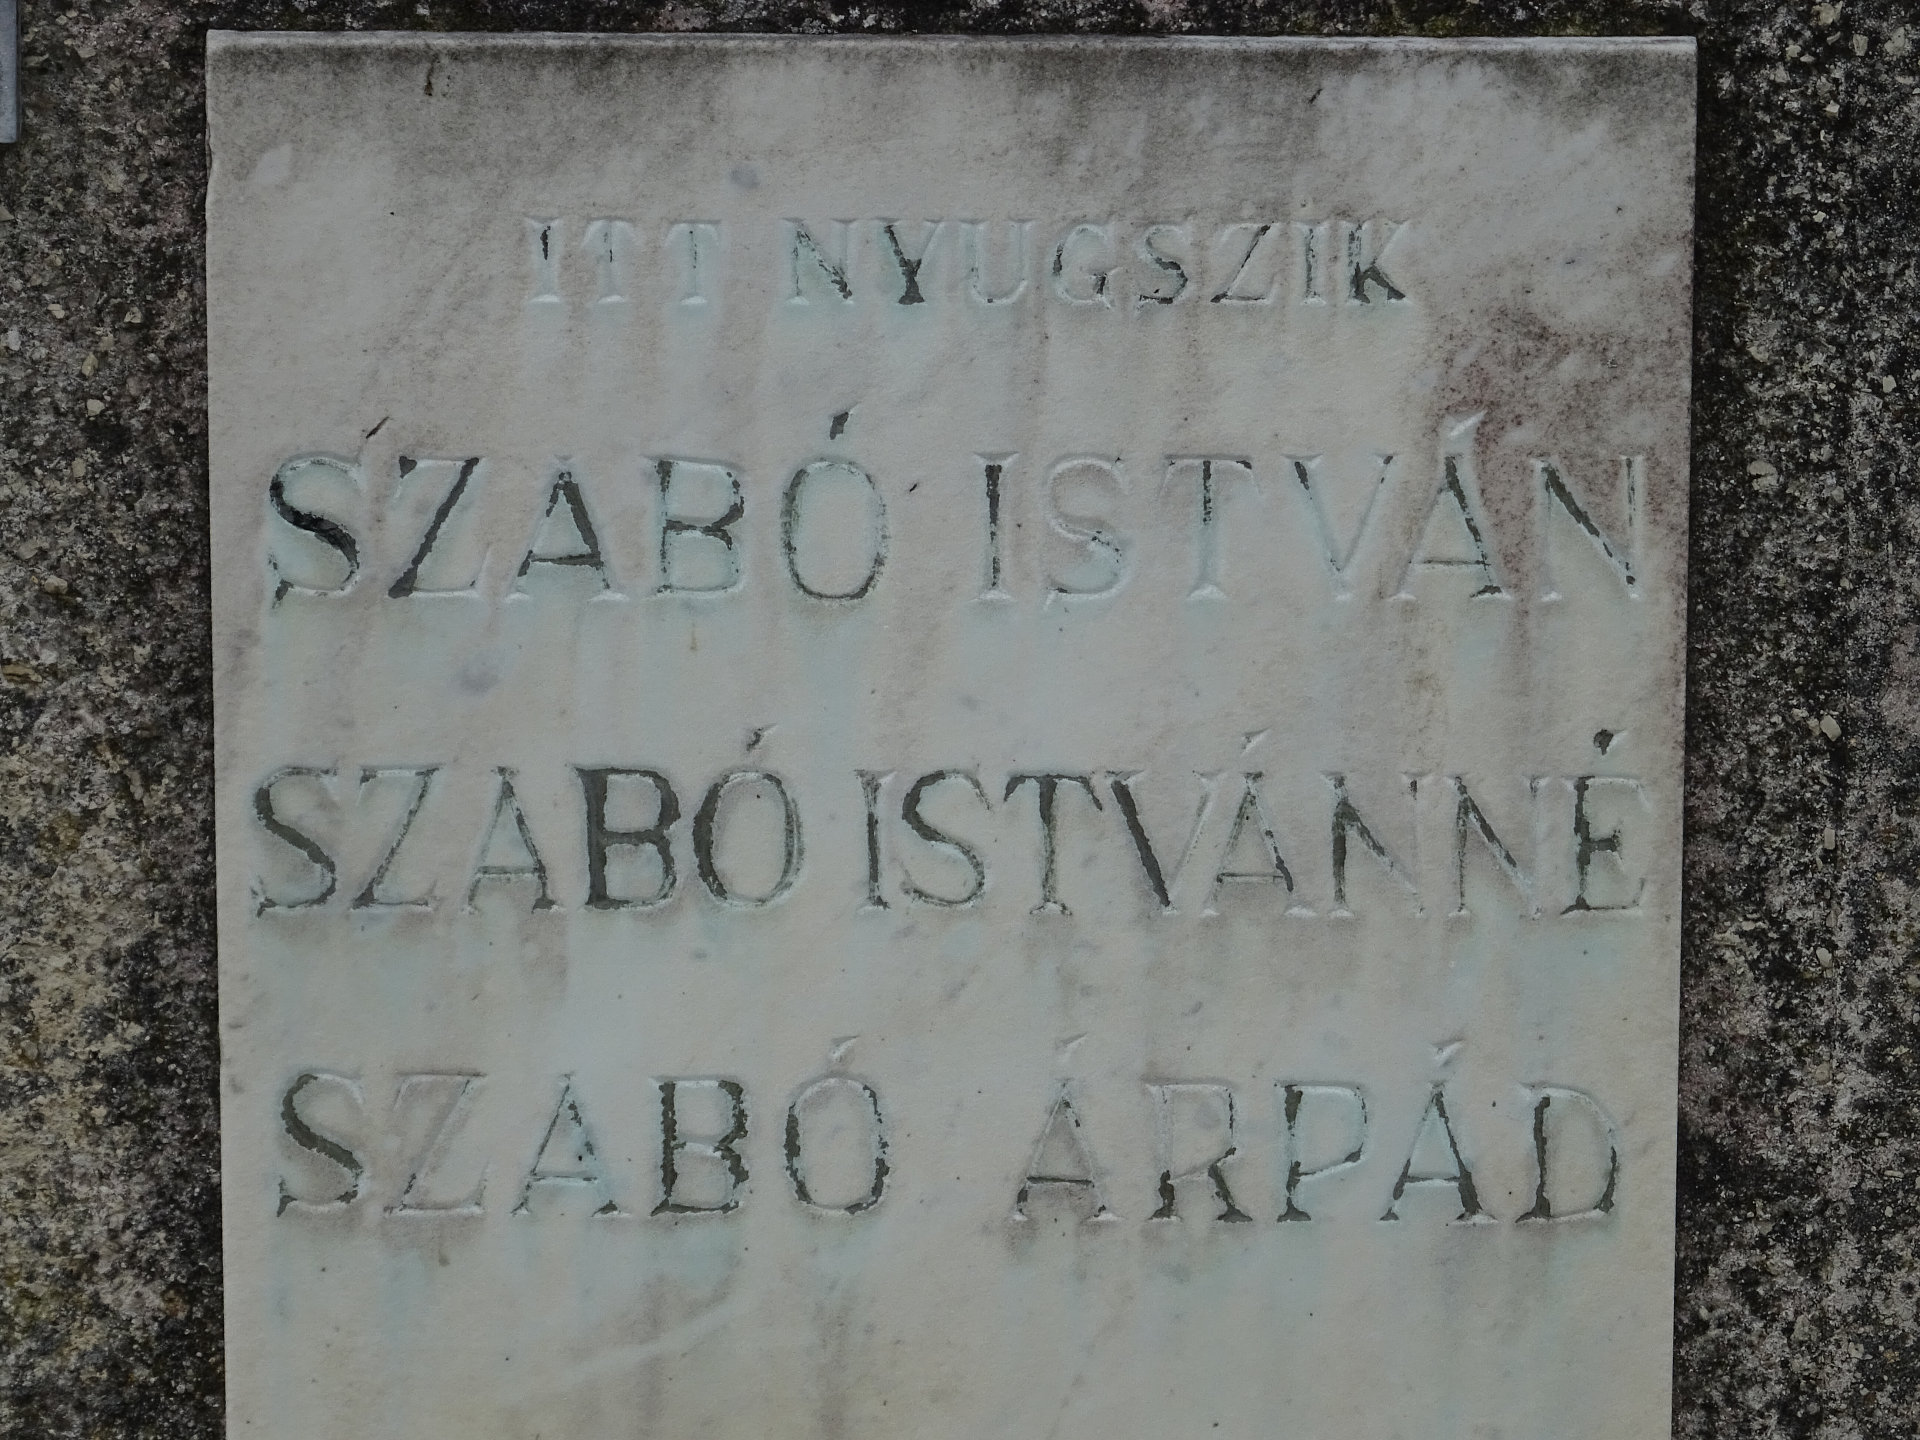 ITT NYUGSZIK
SZABÓ ISTVÁN
SZABÓ ISTVÁNNÉ
SZABÓ ÁRPÁD